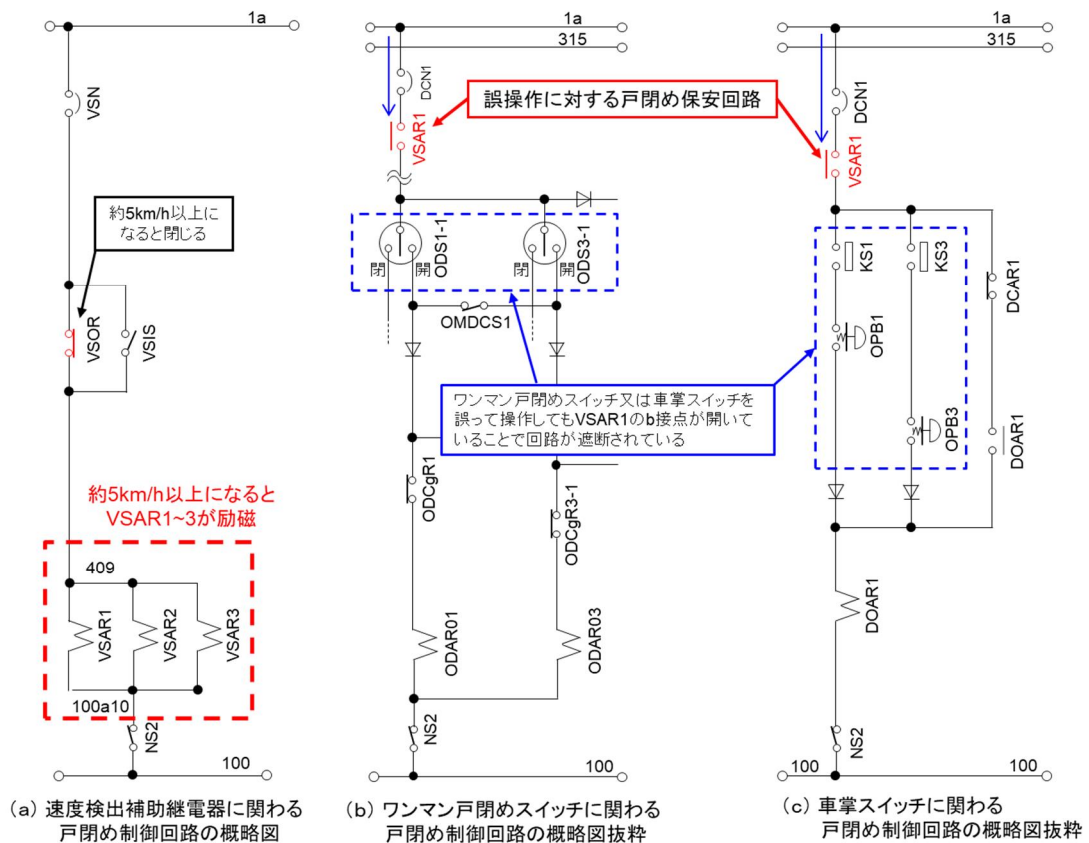 1a
VSN
約5km/h以上に
なると閉じる
VSOR
VSIS
約5km/h以上になると
VSAR1~3が励磁
409
VSAR1
VSAR2
VSAR3
100a10
NS2
100
(a) 速度検出補助継電器に関わる
戸閉め制御回路の概略図
1a
315
DCN1
VSAR1
誤操作に対する戸閉め保安回路
ODS1-1
ODS3-1
閉
開
閉
開
OMDCS1
ワンマン戸閉めスイッチ又は車掌スイッチを
誤って操作してもVSAR1のb接点が開いて
いることで回路が遮断されている
ODCgR1
ODCgR3-1
ODAR01
ODAR03
NS2
100
(b) ワンマン戸閉めスイッチに関わる
戸閉め制御回路の概略図抜粋
1a
315
DCN1
VSAR1
KS1
KS3
DCAR1
OPB1
OPB3
DOAR1
DOAR1
NS2
100
100
(c) 車掌スイッチに関わる
戸閉め制御回路の概略図抜粋